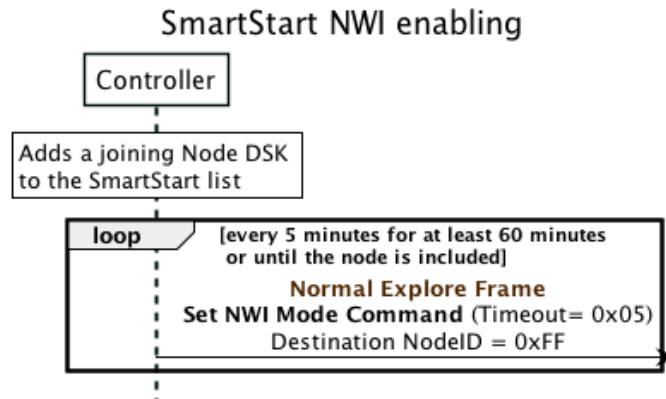 SmartStart NWI enabling
Controller
Adds a joining Node DSK
to the SmartStart list
loop
[every 5 minutes for at least 60 minutes
or until the node is included]
Normal Explore Frame
Set NWI Mode Command (Timeout= 0x05)
Destination NodeID = 0xFF